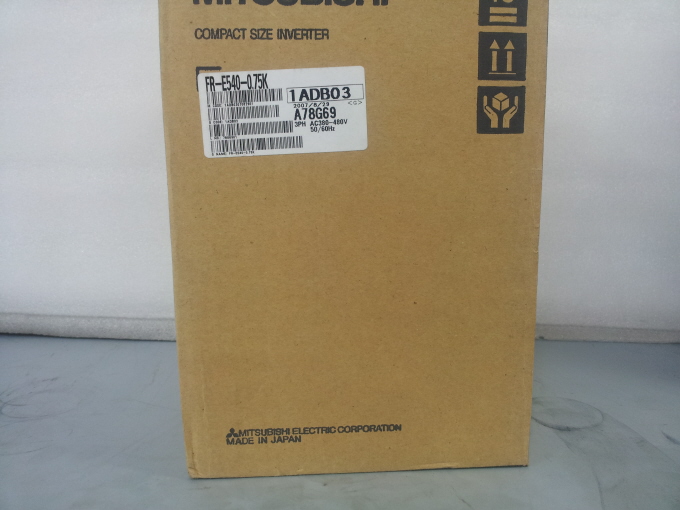 MITSUBISHI
COMPACT SIZE INVERTER
FR-E540-0.75K
1ADB03
2007/8/29 <G>
A78G69
3PH AC380-480V
50/60Hz
MITSUBISHI ELECTRIC CORPORATION
MADE IN JAPAN